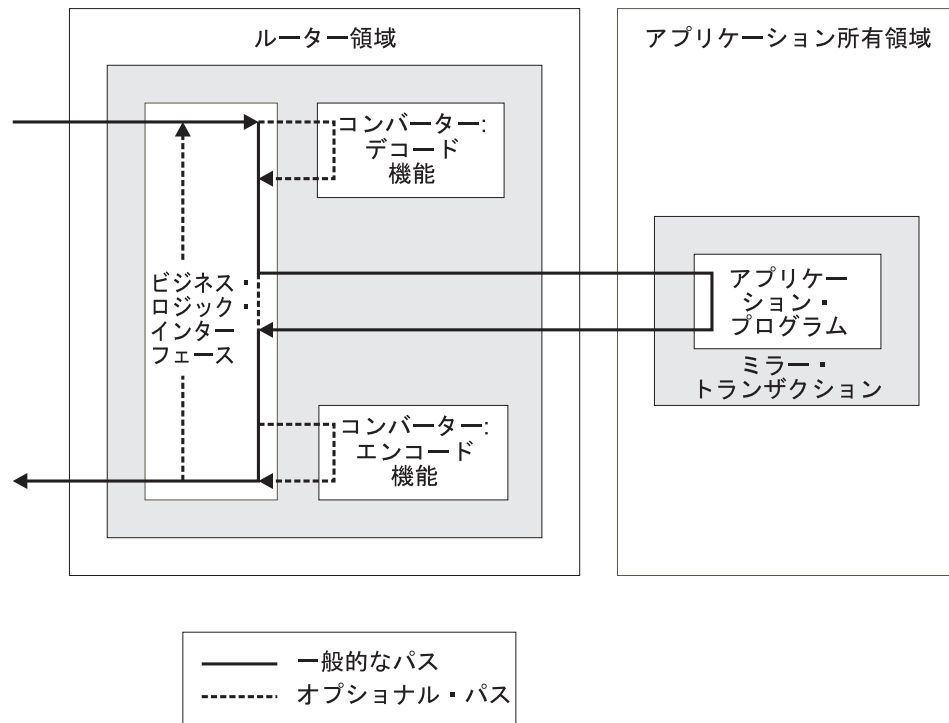 ルーター領域
アプリケーション所有領域
コンバーター:
デコード
機能
ビジネス・
ロジック・
インター
フェース
アプリケー
ション・
プログラム
ミラー・
トランザクション
コンバーター:
エンコード
機能
一般的なパス
オプショナル・パス